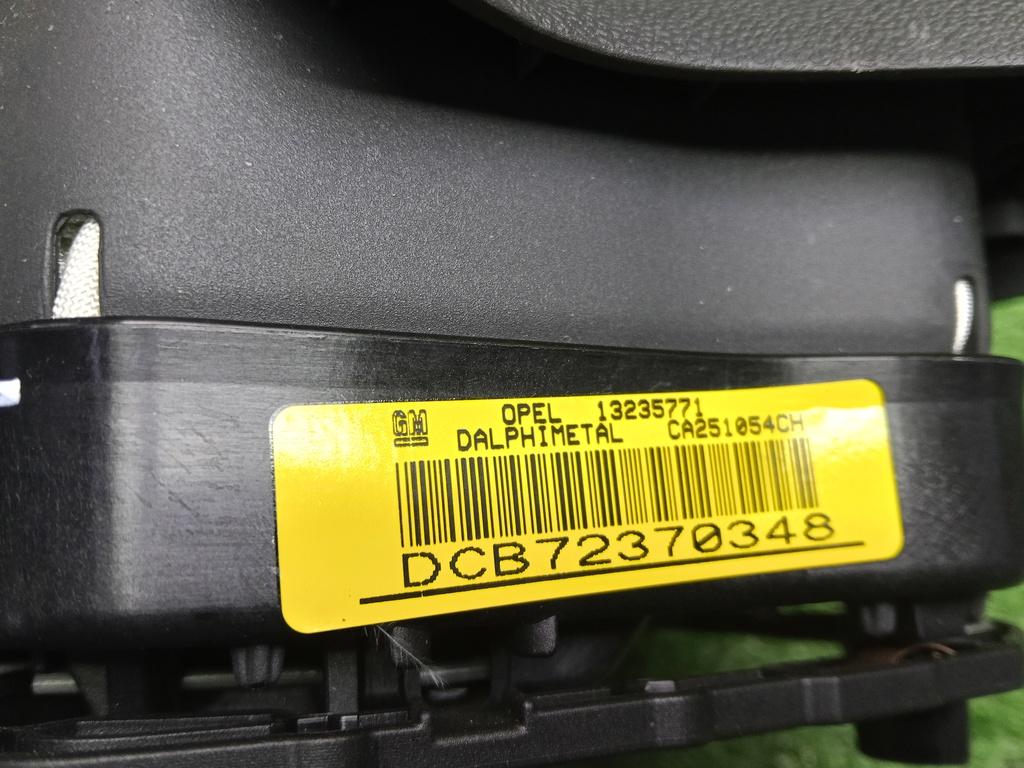 GM OPEL 13235771
DALPHIMETAL CA251054CH
DCB72370348